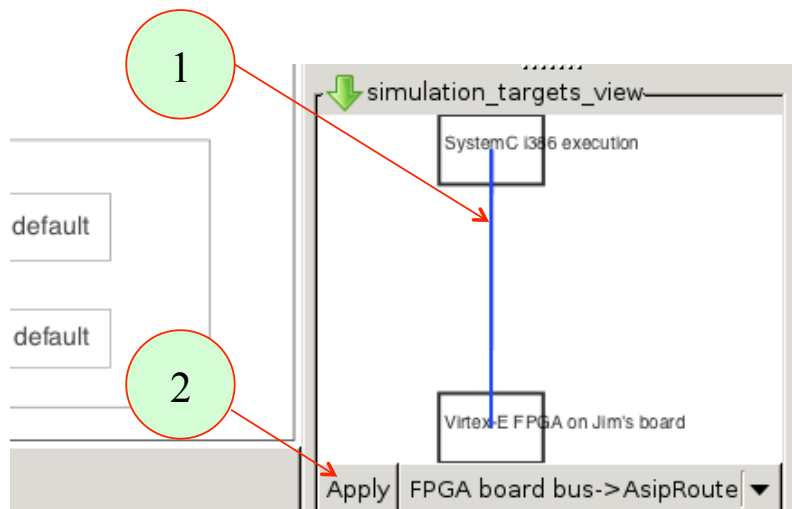 1
simulation_targets_view
SystemC I386 execution
default
default
2
Virtex-E FPGA on Jim's board
Apply FPGA board bus->AsipRoute